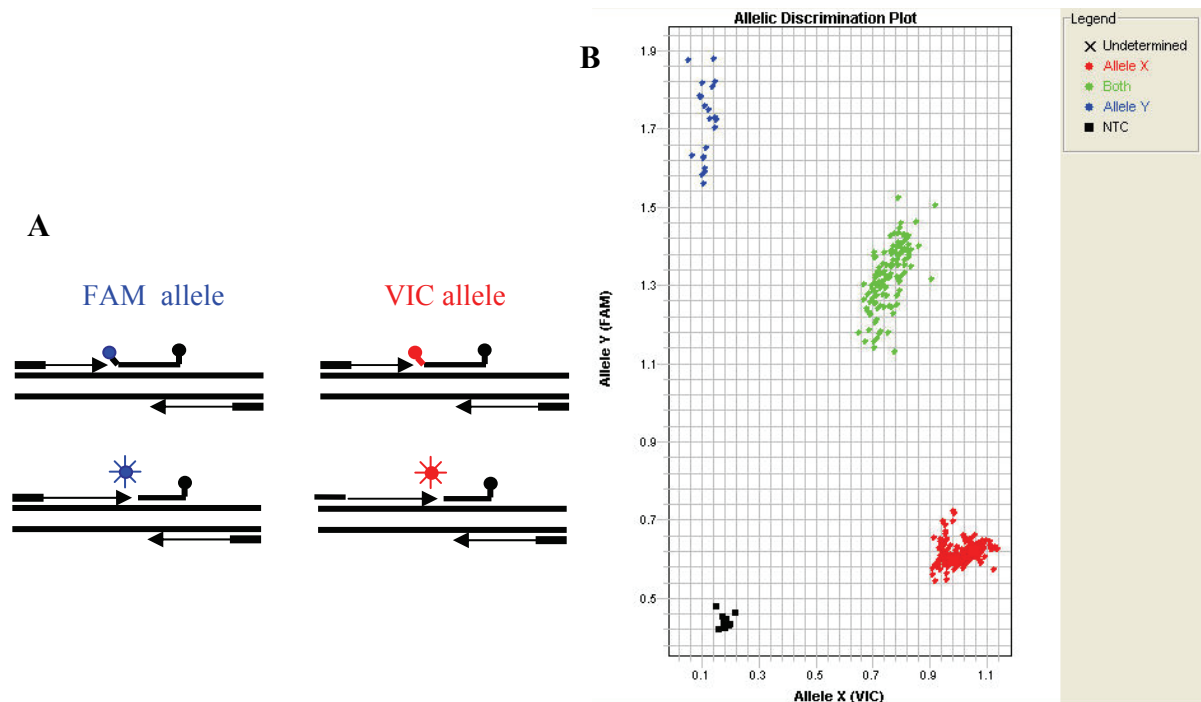 A
FAM allele
VIC allele
B
Allelic Discrimination Plot
1.9
1.7
1.5
1.3
1.1
0.9
0.7
0.5
Allele Y (FAM)
0.1
0.3
0.5
0.7
0.9
1.1
Allele X (VIC)
Legend
Undetermined
Allele X
Both
Allele Y
NTC